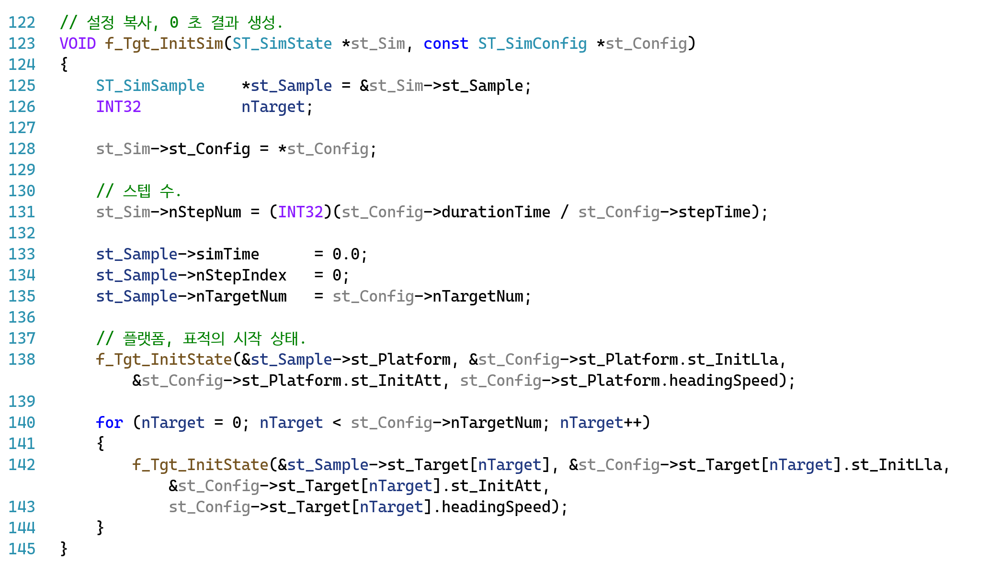 122 // 설정 복사, 0 초 결과 생성.
123 VOID f_Tgt_InitSim(ST_SimState *st_Sim, const ST_SimConfig *st_Config)
124 {
125     ST_SimSample    *st_Sample = &st_Sim->st_Sample;
126     INT32           nTarget;
127
128     st_Sim->st_Config = *st_Config;
129
130     // 스텝 수.
131     st_Sim->nStepNum = (INT32)(st_Config->durationTime / st_Config->stepTime);
132
133     st_Sample->simTime      = 0.0;
134     st_Sample->nStepIndex   = 0;
135     st_Sample->nTargetNum   = st_Config->nTargetNum;
136
137     // 플랫폼, 표적의 시작 상태.
138     f_Tgt_InitState(&st_Sample->st_Platform, &st_Config->st_Platform.st_InitLla,
        &st_Config->st_Platform.st_InitAtt, st_Config->st_Platform.headingSpeed);
139
140     for (nTarget = 0; nTarget < st_Config->nTargetNum; nTarget++)
141     {
142         f_Tgt_InitState(&st_Sample->st_Target[nTarget], &st_Config->st_Target[nTarget].st_InitLla,
            &st_Config->st_Target[nTarget].st_InitAtt,
143             st_Config->st_Target[nTarget].headingSpeed);
144     }
145 }